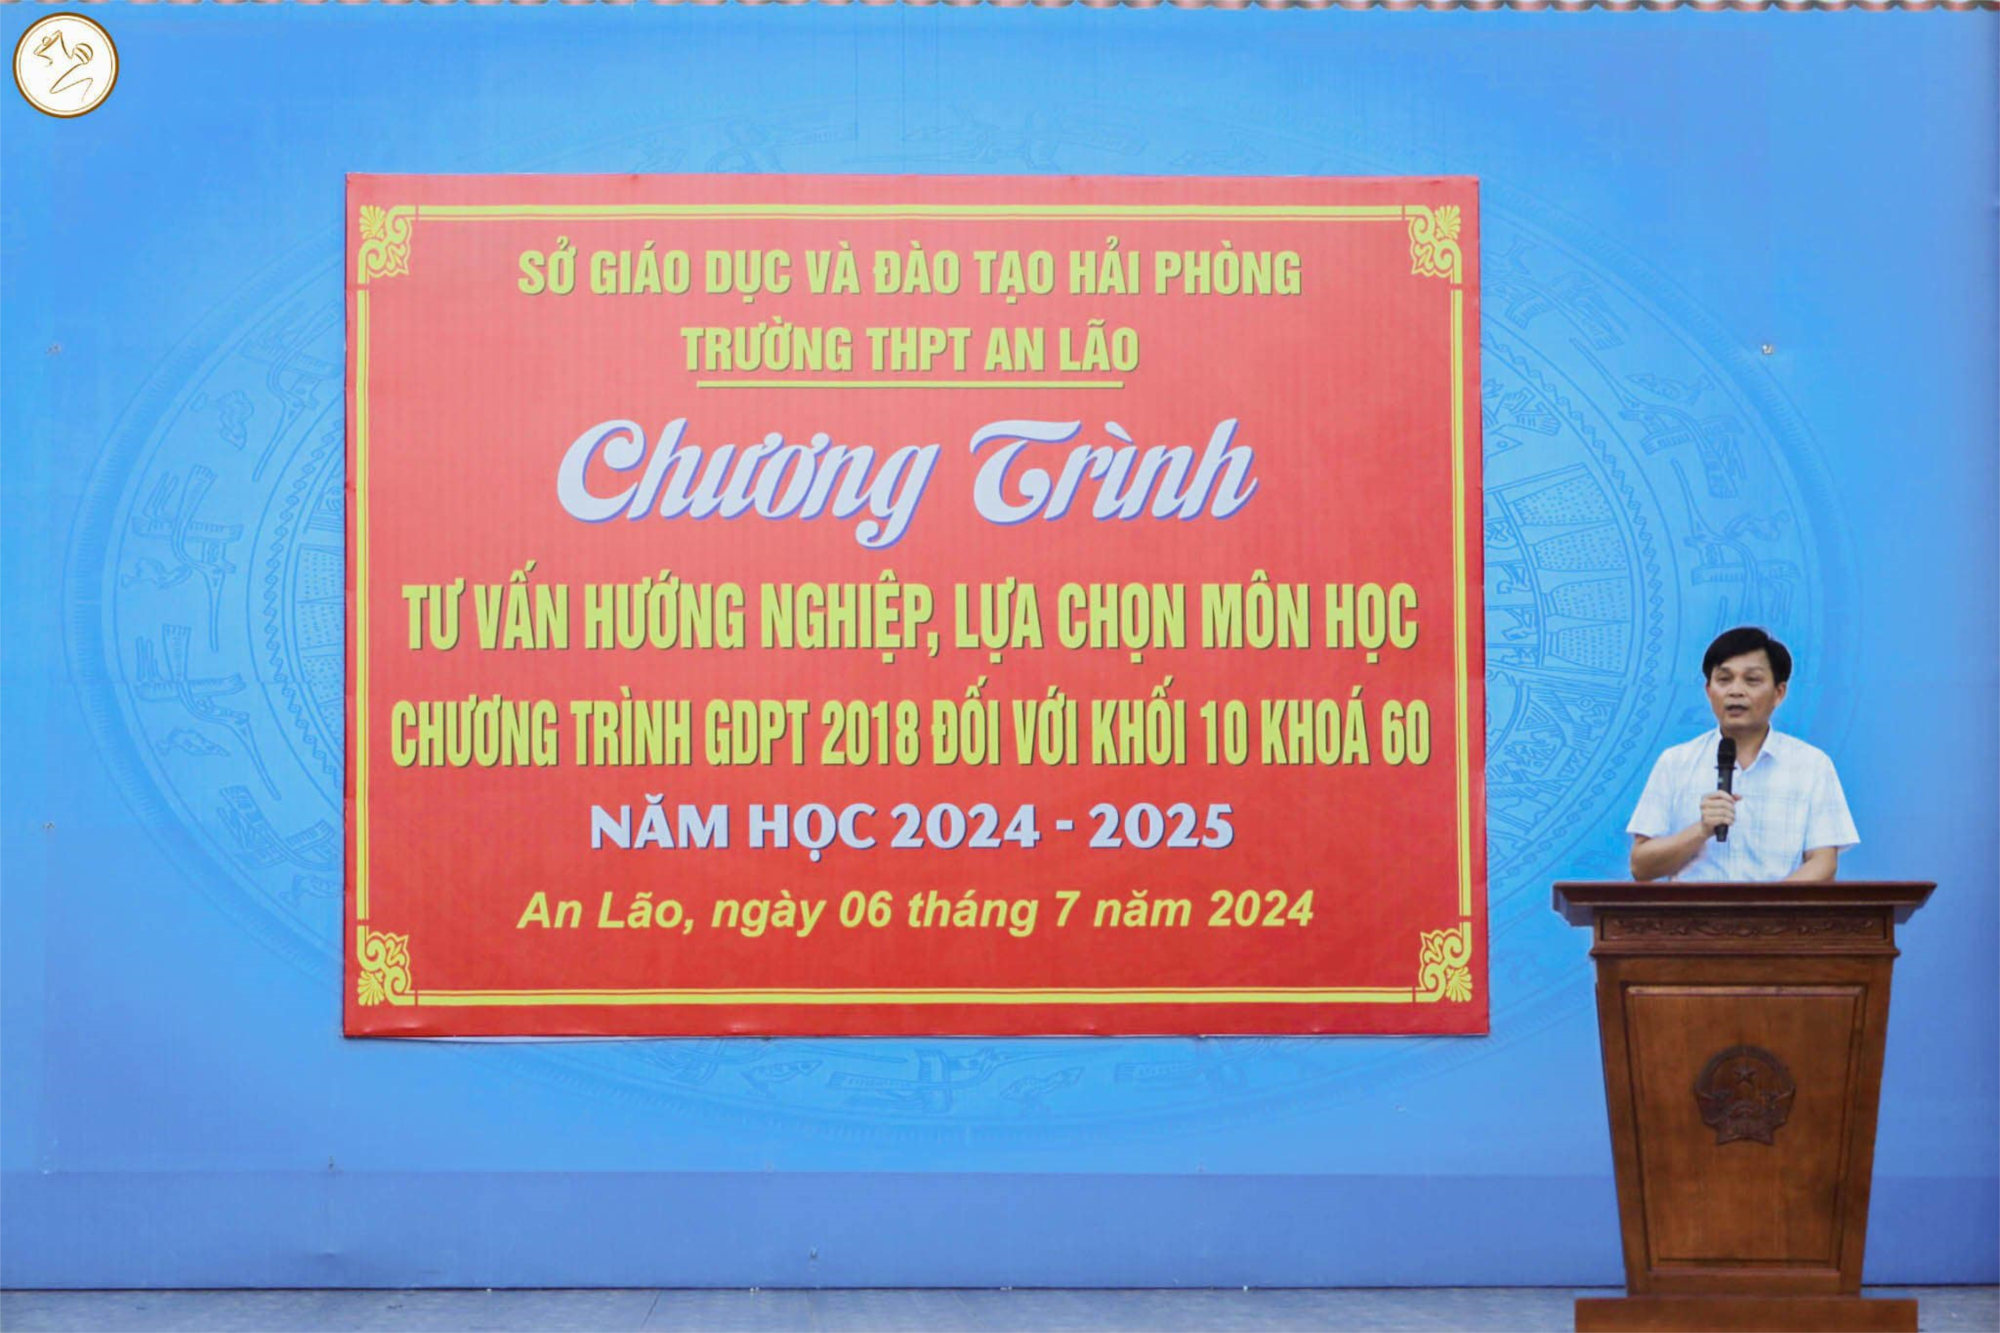 SỞ GIÁO DỤC VÀ ĐÀO TẠO HẢI PHÒNG
TRƯỜNG THPT AN LÃO
Chương Trình
TƯ VẤN HƯỚNG NGHIỆP, LỰA CHỌN MÔN HỌC
CHƯƠNG TRÌNH GDPT 2018 ĐỐI VỚI KHỐI 10 KHOÁ 60
NĂM HỌC 2024 - 2025
An Lão, ngày 06 tháng 7 năm 2024